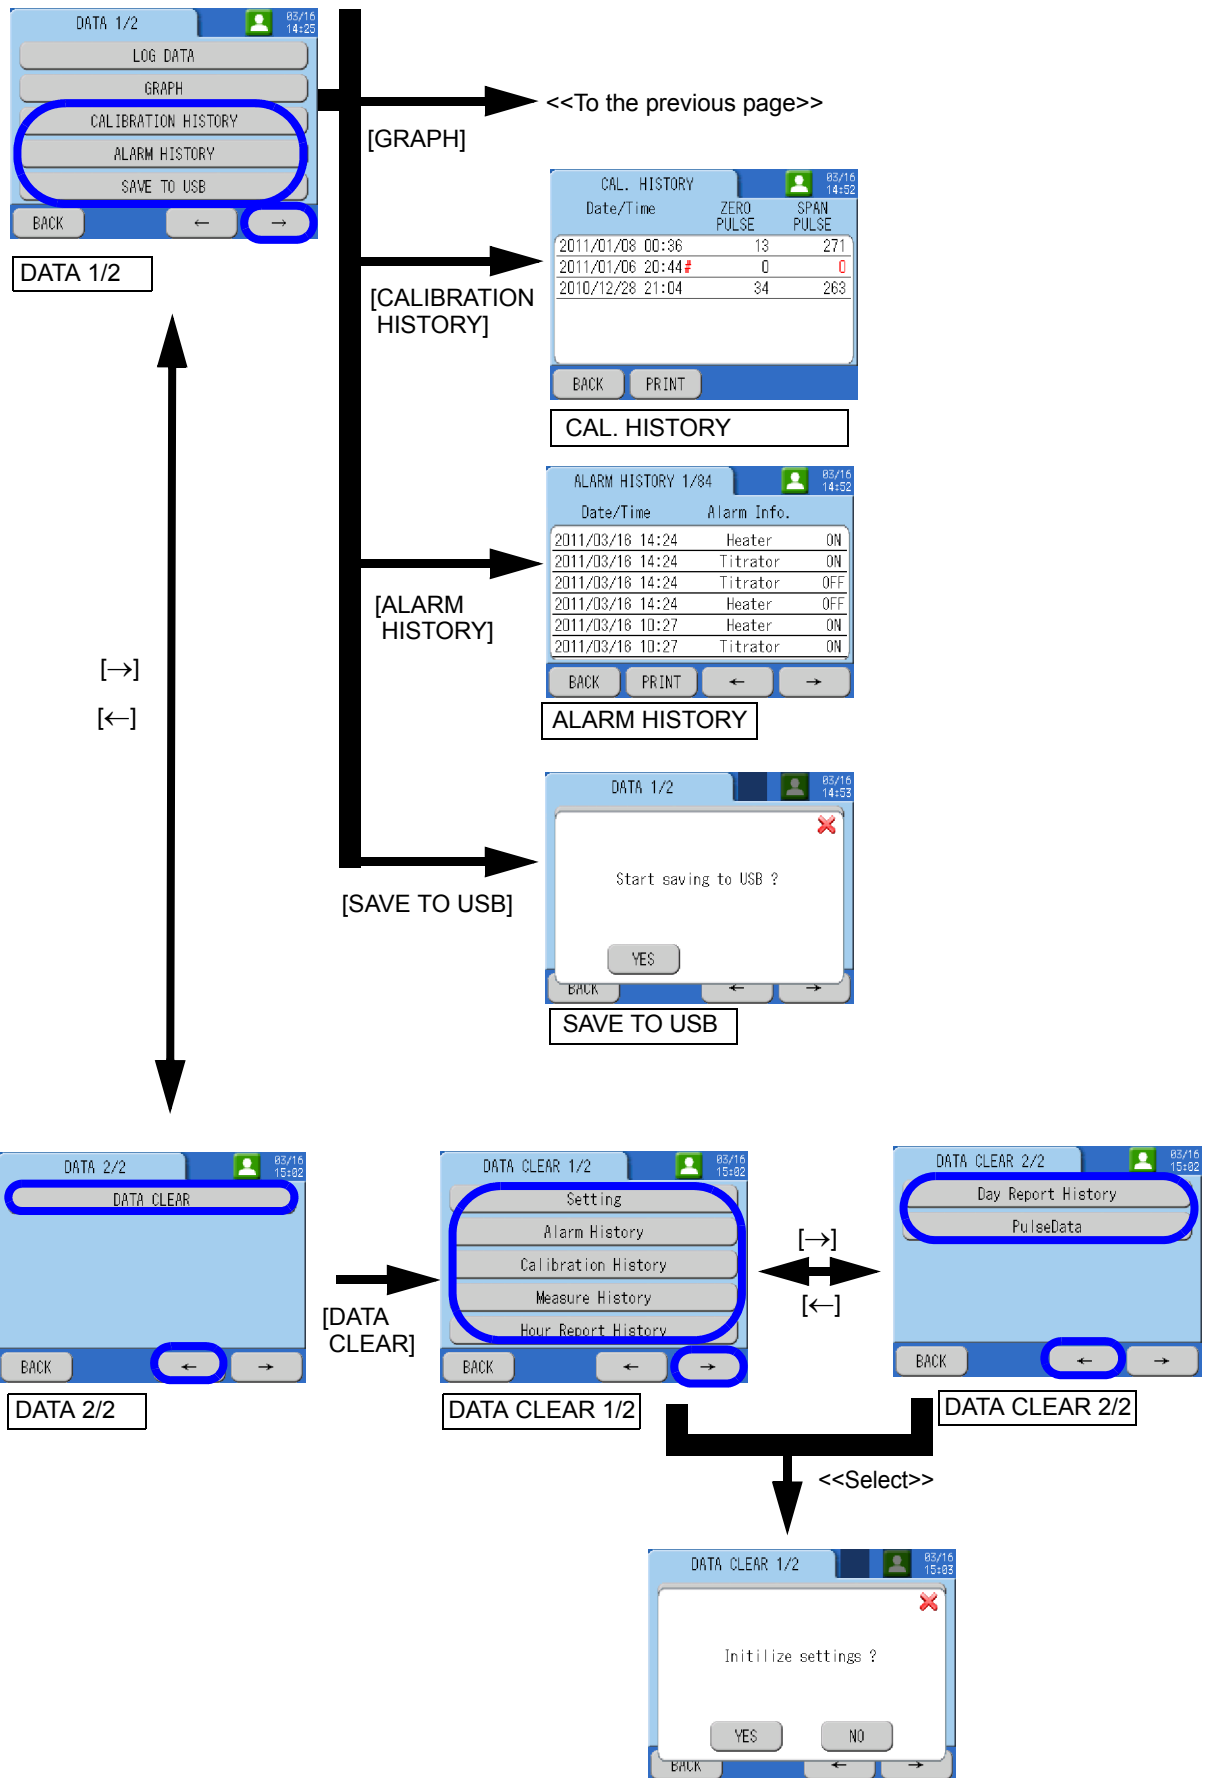 DATA 1/2
03/16
14:25
LOG DATA
GRAPH
CALIBRATION HISTORY
ALARM HISTORY
SAVE TO USB
BACK
←
→
DATA 1/2
<<To the previous page>>
[GRAPH]
CAL. HISTORY
03/16
14:52
Date/Time ZERO PULSE SPAN PULSE
2011/01/08 00:36 13 271
2011/01/06 20:44# 0 0
2010/12/28 21:04 34 263
BACK PRINT
[CALIBRATION
HISTORY]
CAL. HISTORY
ALARM HISTORY 1/84
03/16
14:52
Date/Time Alarm Info.
2011/03/16 14:24 Heater ON
2011/03/16 14:24 Titrator ON
2011/03/16 14:24 Titrator OFF
2011/03/16 14:24 Heater OFF
2011/03/16 10:27 Heater ON
2011/03/16 10:27 Titrator ON
BACK PRINT ← →
[ALARM
HISTORY]
ALARM HISTORY
[→]
[←]
DATA 1/2
03/16
14:53
Start saving to USB ?
YES
BACK ← →
[SAVE TO USB]
SAVE TO USB
DATA 2/2
03/16
15:02
DATA CLEAR
BACK ← →
DATA 2/2
[DATA
CLEAR]
DATA CLEAR 1/2
03/16
15:02
Setting
Alarm History
Calibration History
Measure History
Hour Report History
BACK ← →
DATA CLEAR 1/2
[→]
[←]
DATA CLEAR 2/2
03/16
15:02
Day Report History
PulseData
BACK ← →
DATA CLEAR 2/2
<<Select>>
DATA CLEAR 1/2
03/16
15:03
Initilize settings ?
YES NO
BACK ← →